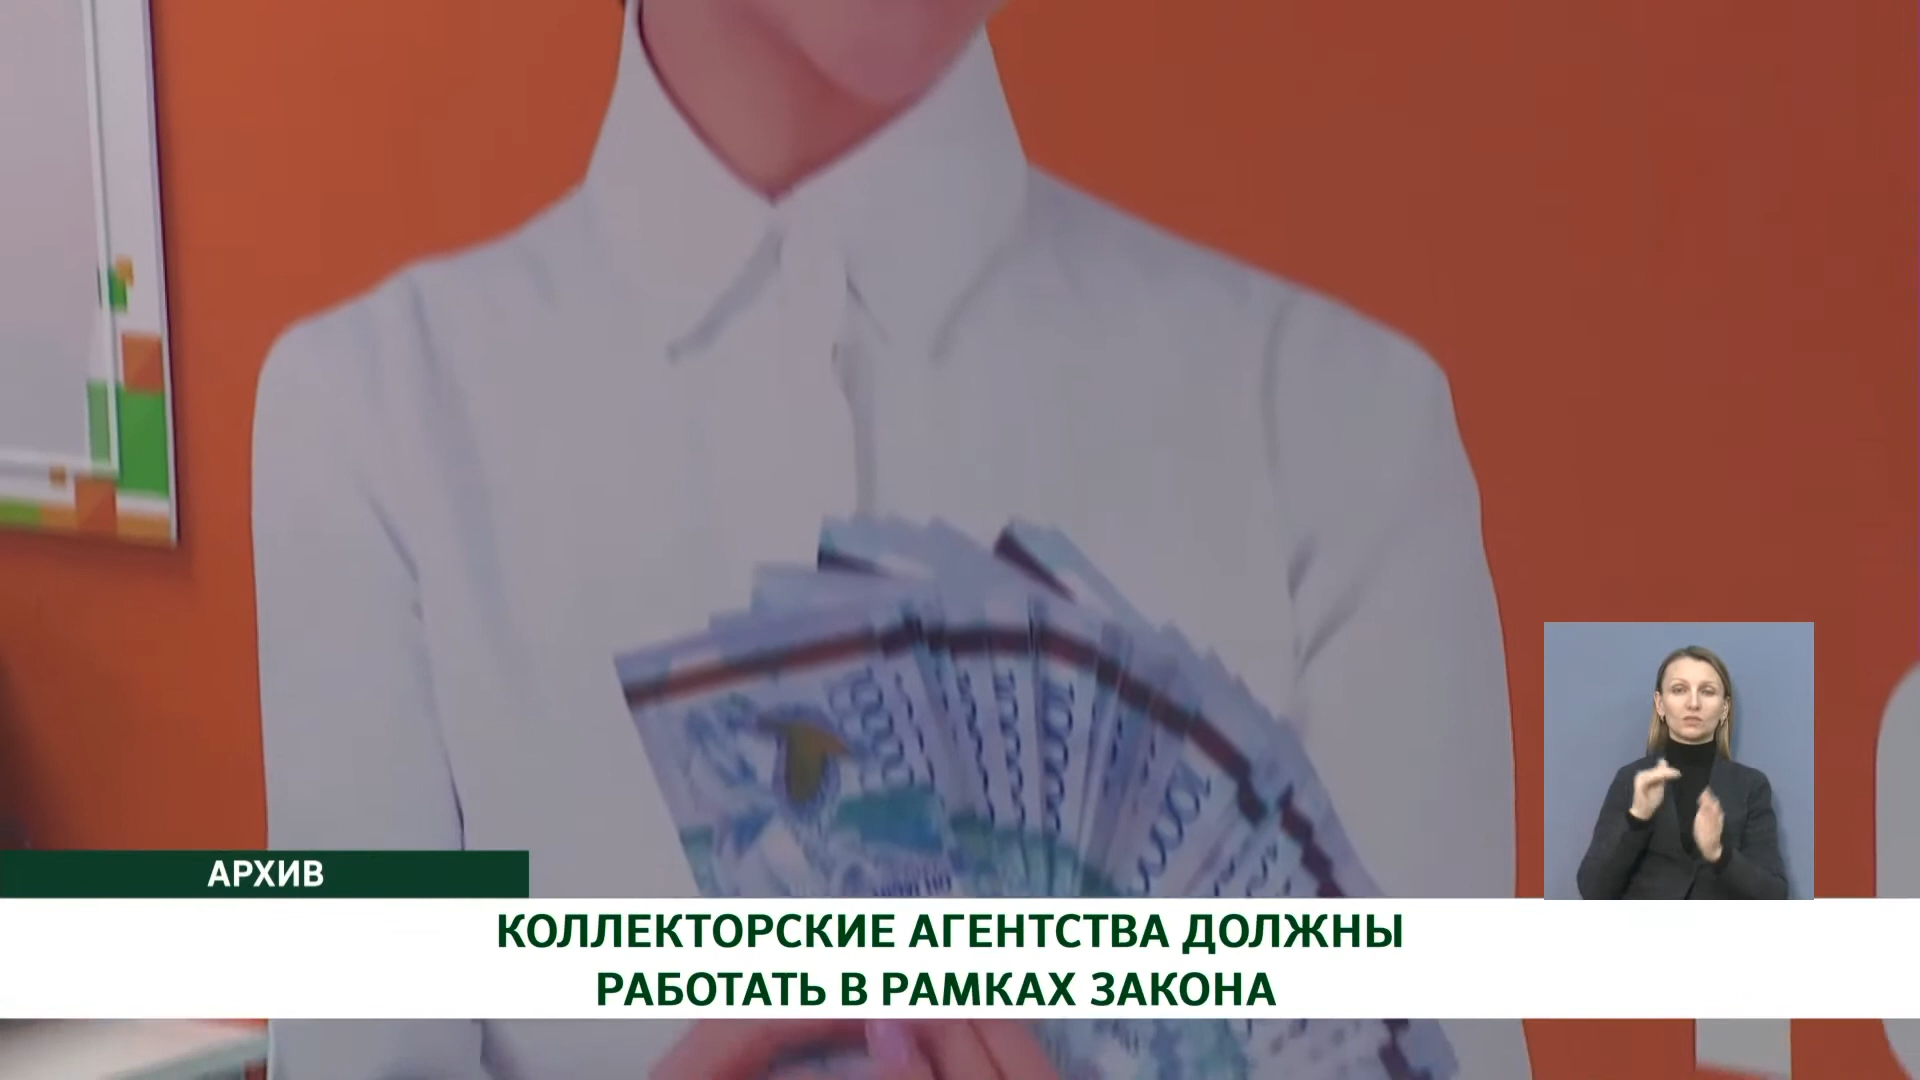 АРХИВ
КОЛЛЕКТОРСКИЕ АГЕНТСТВА ДОЛЖНЫ
РАБОТАТЬ В РАМКАХ ЗАКОНА